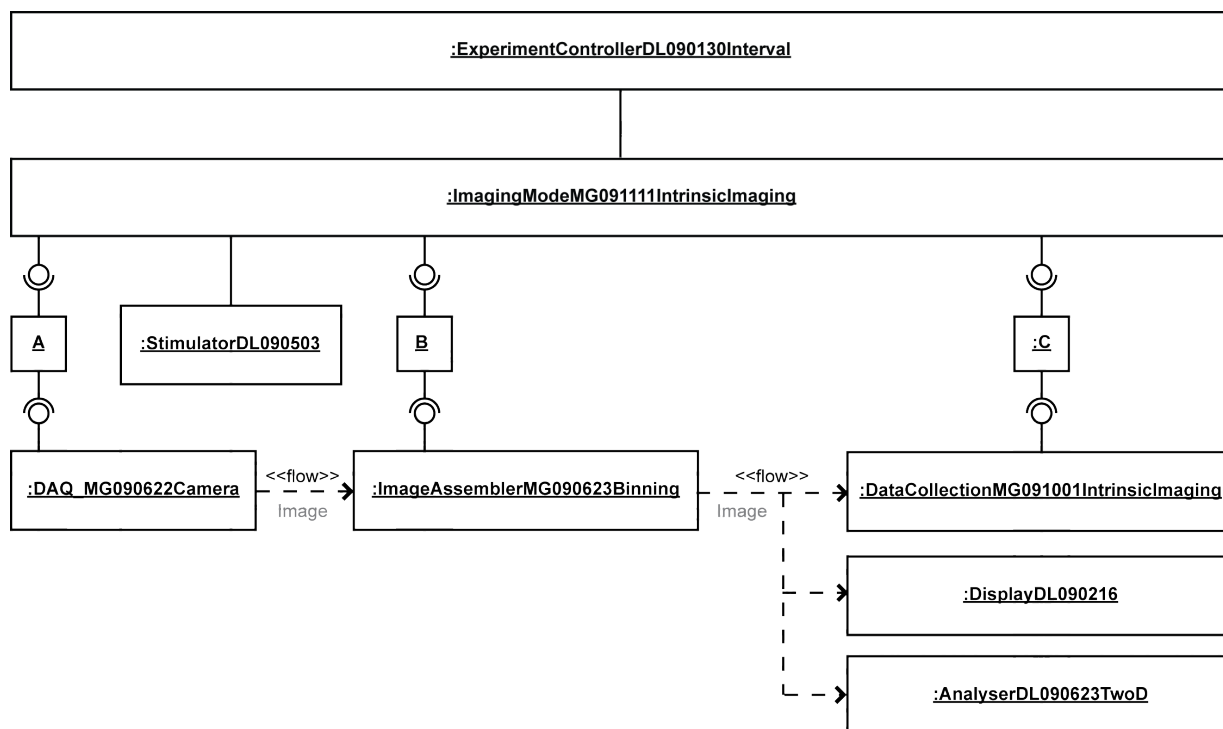 :ExperimentControllerDL090130Interval
:ImagingModeMG091111IntrinsicImaging
A
:StimulatorDL090503
B
:C
:DAQ_MG090622Camera
<<flow>>
Image
:ImageAssemblerMG090623Binning
<<flow>>
Image
:DataCollectionMG091001IntrinsicImaging
:DisplayDL090216
:AnalyserDL090623TwoD